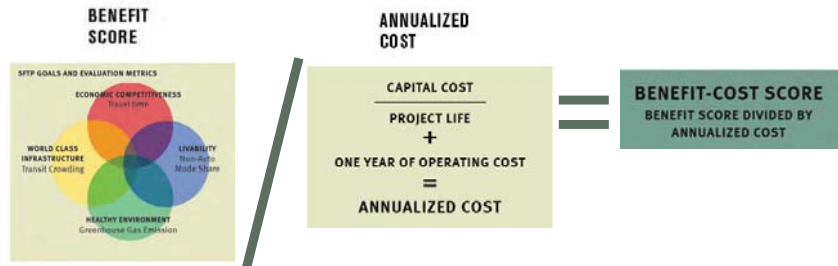 BENEFIT
SCORE
SFTP GOALS AND EVALUATION METRICS
ECONOMIC COMPETITIVENESS
Travel time
WORLD CLASS
INFRASTRUCTURE
Transit Crowding
LIVABILITY
Non-Auto
Mode Share
HEALTHY ENVIRONMENT
Greenhouse Gas Emission
/
ANNUALIZED
COST
CAPITAL COST
PROJECT LIFE
+
ONE YEAR OF OPERATING COST
=
ANNUALIZED COST
=
BENEFIT-COST SCORE
BENEFIT SCORE DIVIDED BY
ANNUALIZED COST